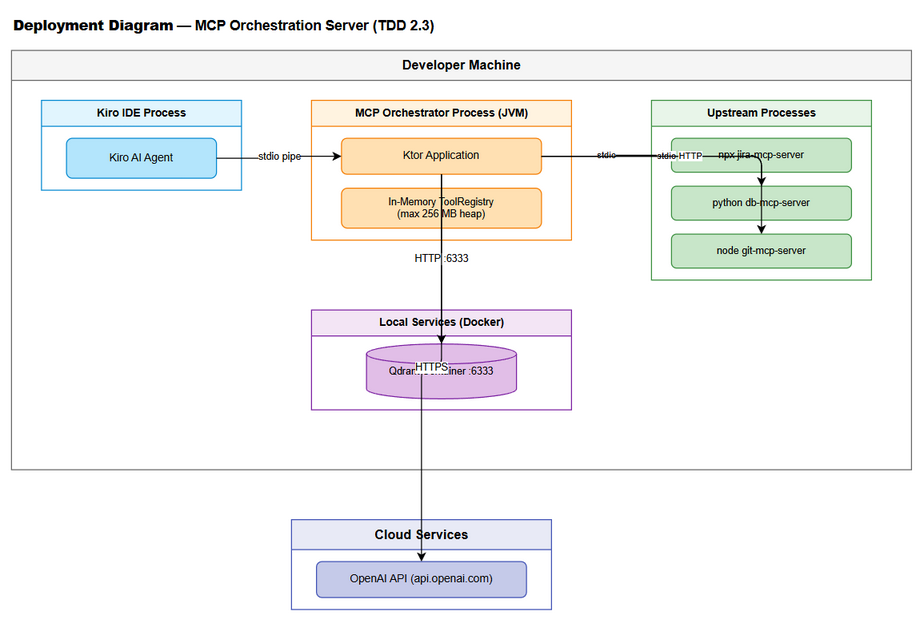 Deployment Diagram — MCP Orchestration Server (TDD 2.3)
Developer Machine
Kiro IDE Process
Kiro AI Agent
stdio pipe
MCP Orchestrator Process (JVM)
Ktor Application
In-Memory ToolRegistry
(max 256 MB heap)
stdio
stdio
HTTP
Upstream Processes
npx jira-mcp-server
python db-mcp-server
node git-mcp-server
HTTP :6333
Local Services (Docker)
HTTPS
:6333
Cloud Services
OpenAI API (api.openai.com)